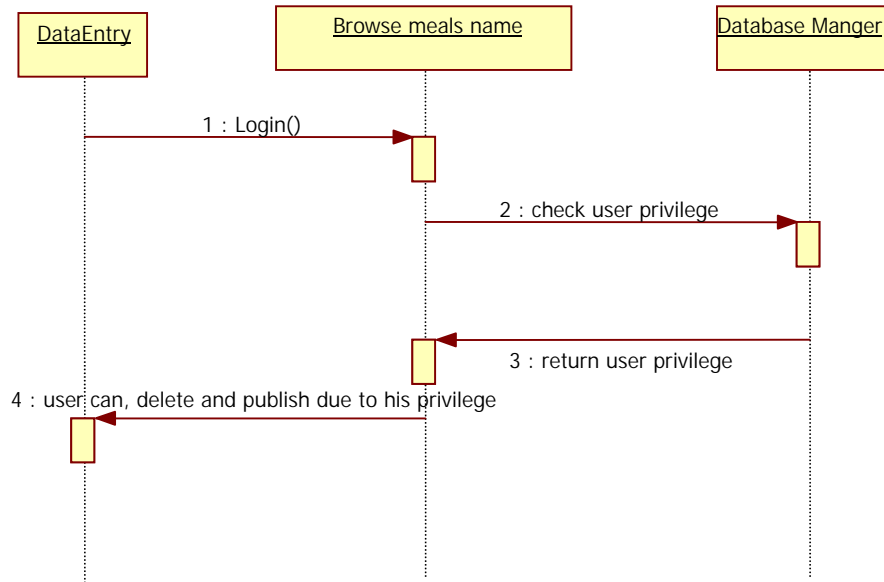 DataEntry
Browse meals name
Database Manger
1 : Login()
2 : check user privilege
3 : return user privilege
4 : user can, delete and publish due to his privilege